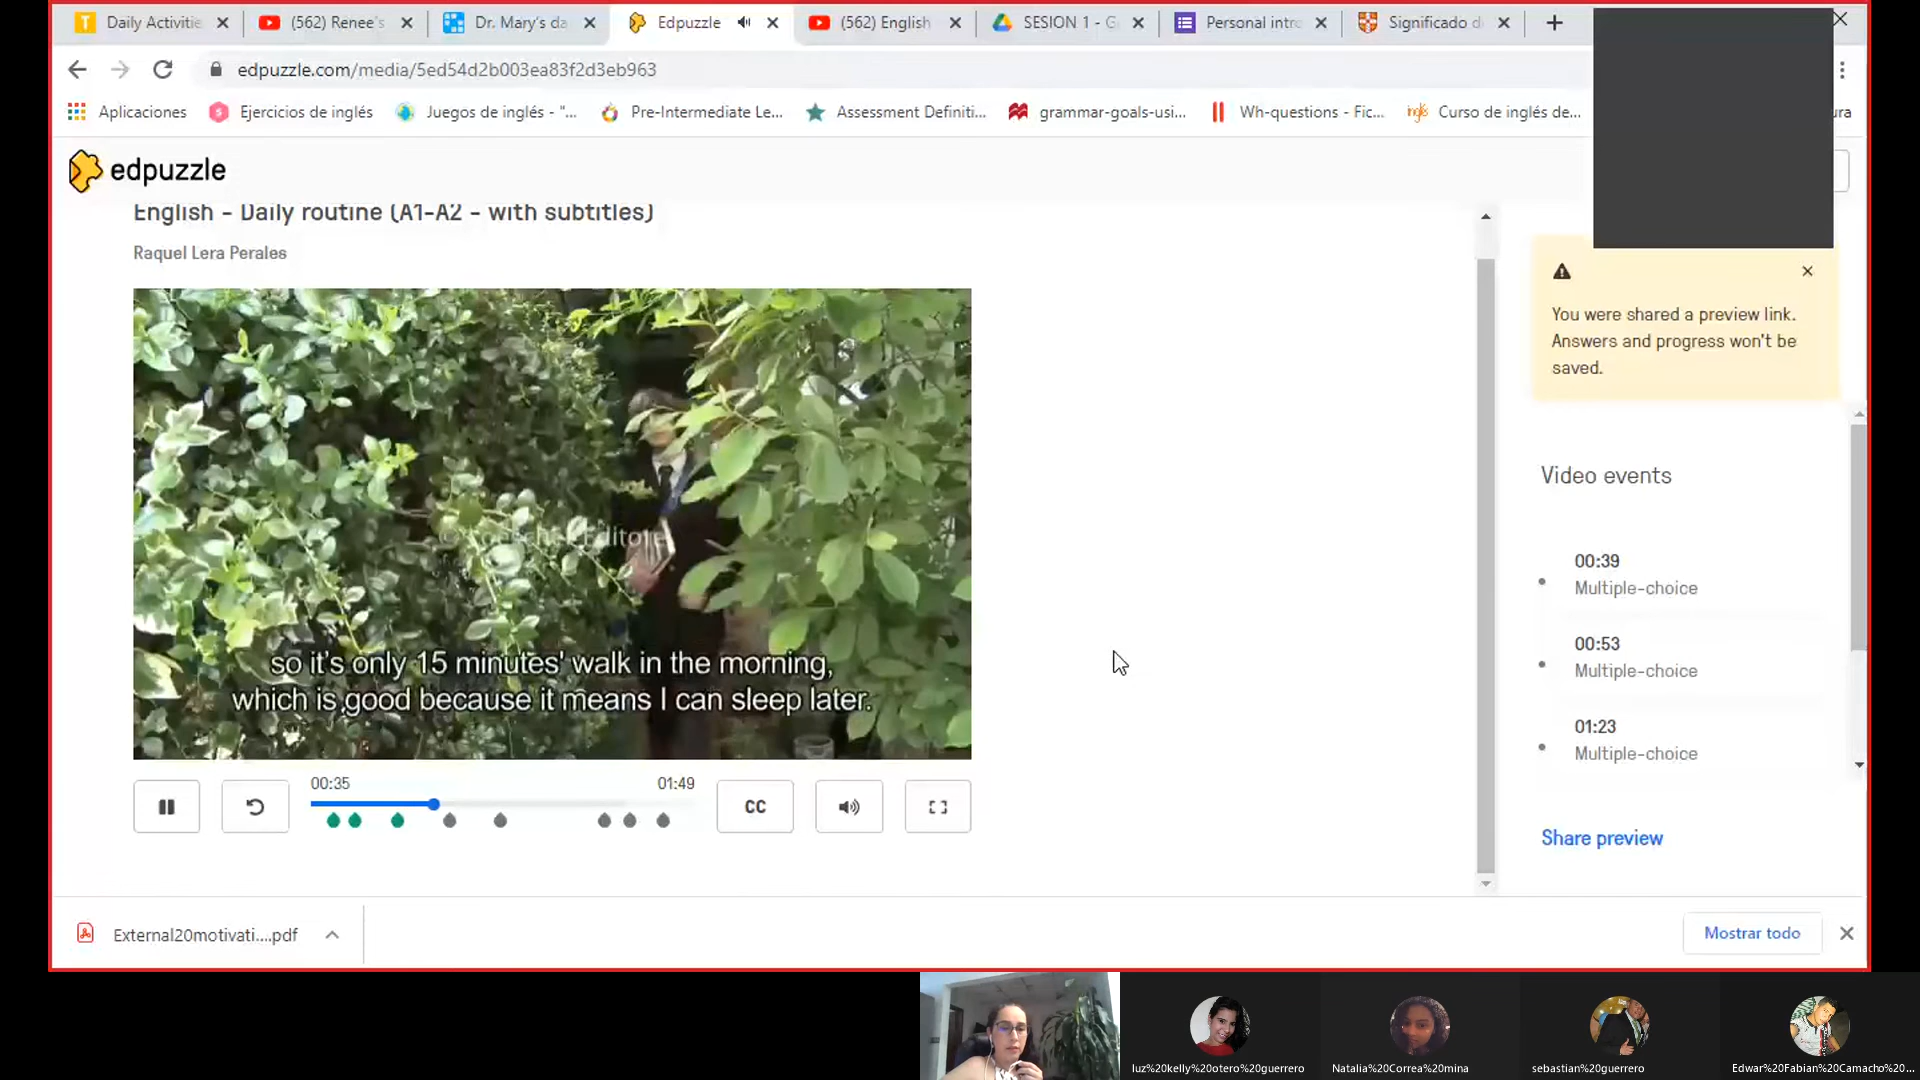 Daily Activitie
(562) Renee's
Dr. Mary's da
Edpuzzle
(562) English
SESION 1 - G
Personal intro
Significado d
edpuzzle.com/media/5ed54d2b003ea83f2d3eb963
Aplicaciones
Ejercicios de inglés
Juegos de inglés - "...
Pre-Intermediate Le...
Assessment Definiti...
grammar-goals-usi...
Wh-questions - Fic...
inglés
Curso de inglés de...
ura
edpuzzle
English - Daily routine (A1-A2 - with subtitles)
Raquel Lera Perales
so it's only 15 minutes' walk in the morning,
which is good because it means I can sleep later.
00:35
01:49
CC
You were shared a preview link.
Answers and progress won't be
saved.
Video events
00:39
Multiple-choice
00:53
Multiple-choice
01:23
Multiple-choice
Share preview
External20motivati....pdf
Mostrar todo
luz%20kelly%20otero%20guerrero
Natalia%20Correa%20mina
sebastian%20guerrero
Edwar%20Fabian%20Camacho%20...